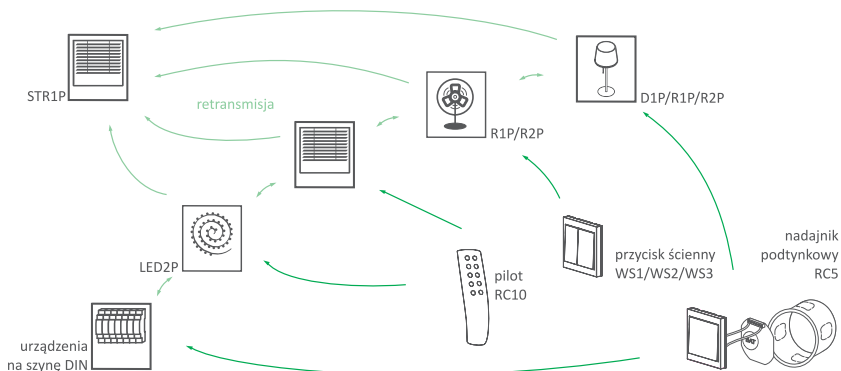 STR1P
retransmisja
R1P/R2P
D1P/R1P/R2P
LED2P
pilot
RC10
przycisk ścienny
WS1/WS2/WS3
nadajnik
podtynkowy
RC5
urządzenia
na szynę DIN
BAT